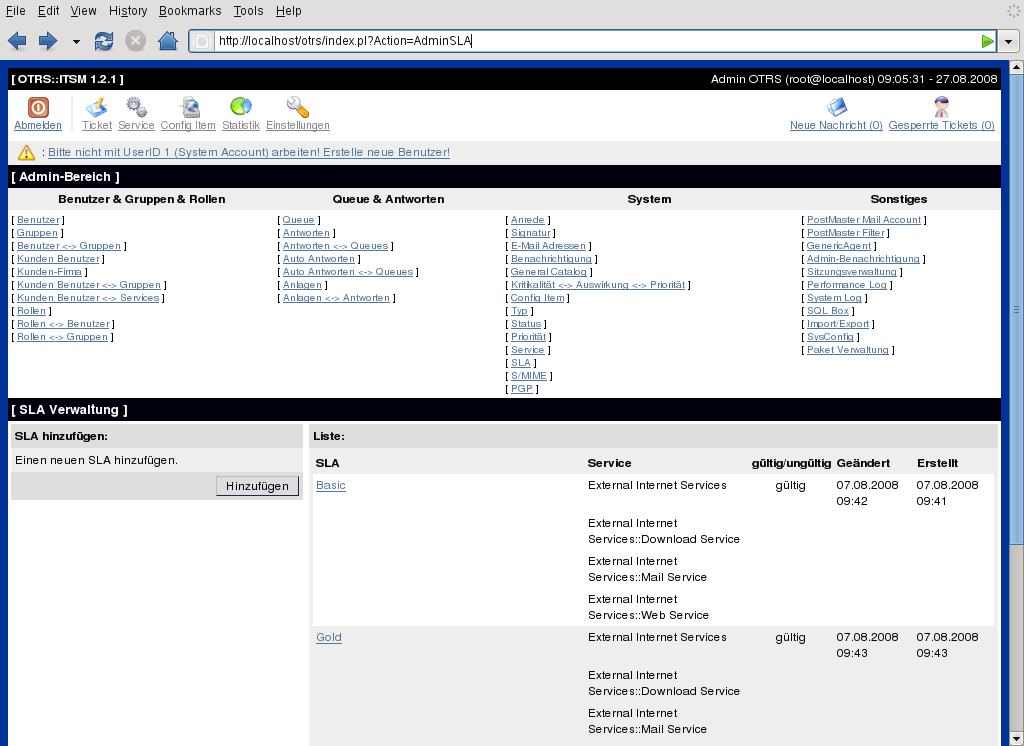 File Edit View History Bookmarks Tools Help
http://localhost/otrs/index.pl?Action=AdminSLA
[ OTRS::ITSM 1.2.1 ] Admin OTRS (root@localhost) 09:05:31 - 27.08.2008
Abmelden Ticket Service Config Item Statistik Einstellungen Neue Nachricht (0) Gesperrte Tickets (0)
: Bitte nicht mit UserID 1 (System Account) arbeiten! Erstelle neue Benutzer!
[ Admin-Bereich ]
Benutzer & Gruppen & Rollen Queue & Antworten System Sonstiges
[ Benutzer ] [ Queue ] [ Anrede ] [ PostMaster Mail Account ]
[ Gruppen ] [ Antworten ] [ Signatur ] [ PostMaster Filter ]
[ Benutzer <-> Gruppen ] [ Antworten <-> Queues ] [ E-Mail Adressen ] [ GenericAgent ]
[ Kunden Benutzer ] [ Auto Antworten ] [ Benachrichtigung ] [ Admin-Benachrichtigung ]
[ Kunden-Firma ] [ Auto Antworten <-> Queues ] [ General Catalog ] [ Sitzungsverwaltung ]
[ Kunden Benutzer <-> Gruppen ] [ Anlagen ] [ Kritikalität <-> Auswirkung <-> Priorität ] [ Performance Log ]
[ Kunden Benutzer <-> Services ] [ Anlagen <-> Antworten ] [ Config Item ] [ System Log ]
[ Rollen ] [ Typ ] [ SQL Box ]
[ Rollen <-> Benutzer ] [ Status ] [ Import/Export ]
[ Rollen <-> Gruppen ] [ Priorität ] [ SysConfig ]
[ Service ] [ Paket Verwaltung ]
[ SLA ]
[ S/MIME ]
[ PGP ]
[ SLA Verwaltung ]
SLA hinzufügen:
Einen neuen SLA hinzufügen.
Hinzufügen
Liste:
SLA Service gültig/ungültig Geändert Erstellt
Basic External Internet Services gültig 07.08.2008 07.08.2008
09:42 09:41
External Internet
Services::Download Service
External Internet
Services::Mail Service
External Internet
Services::Web Service
Gold External Internet Services gültig 07.08.2008 07.08.2008
09:43 09:43
External Internet
Services::Download Service
External Internet
Services::Mail Service